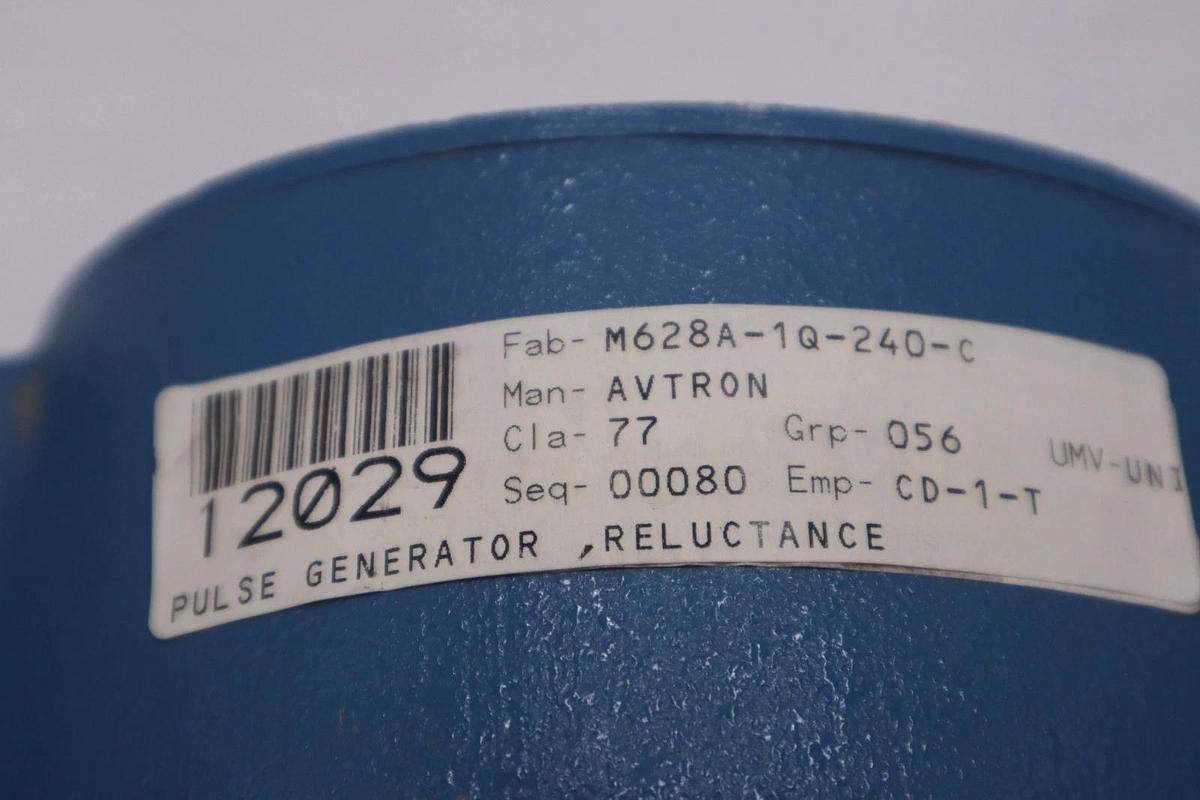 Fab- M628A-1Q-240-C
Man- AVTRON
Cla- 77 Grp- 056
Seq- 00080 Emp- CD-1-T
UMV-UNI
12029
PULSE GENERATOR ,RELUCTANCE